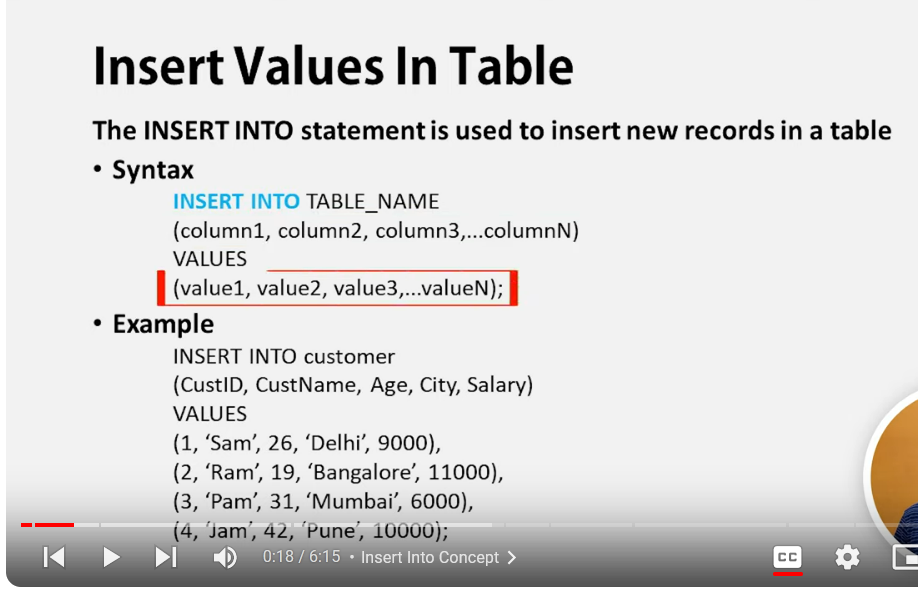 Insert Values In Table
The INSERT INTO statement is used to insert new records in a table
• Syntax
INSERT INTO TABLE_NAME
(column1, column2, column3,...columnN)
VALUES
(value1, value2, value3,...valueN);
• Example
INSERT INTO customer
(CustID, CustName, Age, City, Salary)
VALUES
(1, ‘Sam’, 26, ‘Delhi’, 9000),
(2, ‘Ram’, 19, ‘Bangalore’, 11000),
(3, ‘Pam’, 31, ‘Mumbai’, 6000),
(4, ‘Jam’, 42, ‘Pune’, 10000);
0:18 / 6:15 • Insert Into Concept
CC